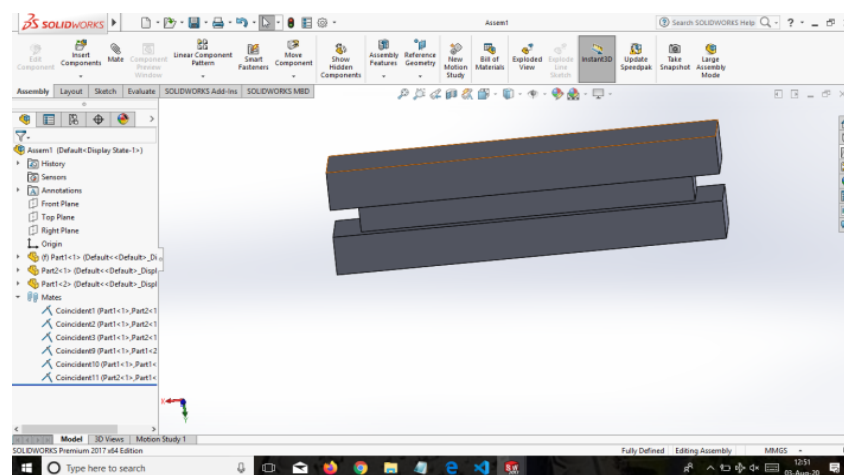 SOLIDWORKS
Assem1
Search SOLIDWORKS Help
Edit Component
Insert Components
Mate
Component Preview Window
Linear Component Pattern
Smart Fasteners
Move Component
Show Hidden Components
Assembly Features
Reference Geometry
New Motion Study
Bill of Materials
Exploded View
Explode Line Sketch
Instant3D
Update Speedpak
Take Snapshot
Large Assembly Mode
Assembly Layout Sketch Evaluate SOLIDWORKS Add-Ins SOLIDWORKS MBD
Assem1 (Default<Display State-1>)
History
Sensors
Annotations
Front Plane
Top Plane
Right Plane
Origin
(f) Part1<1> (Default<<Default>_Di
Part2<1> (Default<<Default>_Displ
Part1<2> (Default<<Default>_Displ
Mates
Coincident1 (Part1<1>,Part2<1
Coincident2 (Part1<1>,Part2<1
Coincident3 (Part1<1>,Part2<1
Coincident9 (Part1<1>,Part1<2
Coincident10 (Part1<1>,Part1<
Coincident11 (Part2<1>,Part1<
X
Y
Model 3D Views Motion Study 1
SOLIDWORKS Premium 2017 x64 Edition
Fully Defined Editing Assembly MMGS
Type here to search
12:51
03-Aug-20